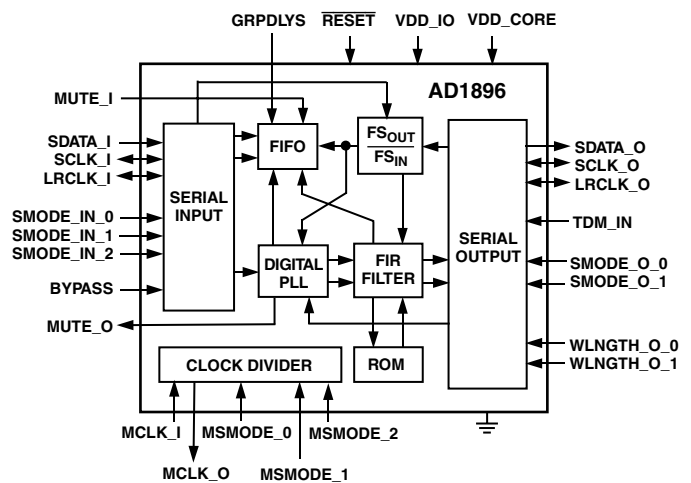 GRPDLYS RESET VDD_IO VDD_CORE
AD1896
MUTE_I
SDATA_I
SCLK_I
LRCLK_I
SMODE_IN_0
SMODE_IN_1
SMODE_IN_2
BYPASS
MUTE_O
SERIAL
INPUT
FIFO
FSOUT
FSIN
DIGITAL
PLL
FIR
FILTER
ROM
CLOCK DIVIDER
SERIAL
OUTPUT
SDATA_O
SCLK_O
LRCLK_O
TDM_IN
SMODE_O_0
SMODE_O_1
WLNGTH_O_0
WLNGTH_O_1
MCLK_I
MCLK_O
MSMODE_0
MSMODE_1
MSMODE_2